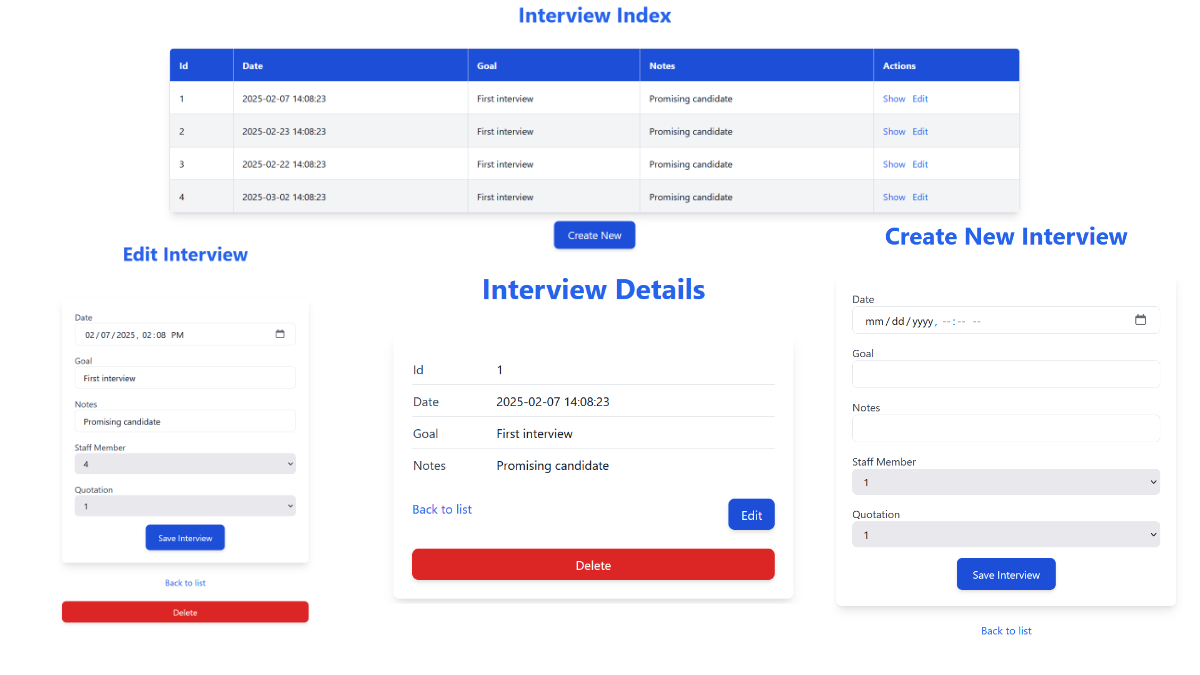 Interview Index
Id Date Goal Notes Actions
1 2025-02-07 14:08:23 First interview Promising candidate Show Edit
2 2025-02-23 14:08:23 First interview Promising candidate Show Edit
3 2025-02-22 14:08:23 First interview Promising candidate Show Edit
4 2025-03-02 14:08:23 First interview Promising candidate Show Edit
Create New
Edit Interview
Date
02/07/2025, 02:08 PM
Goal
First interview
Notes
Promising candidate
Staff Member
4
Quotation
1
Save Interview
Back to list
Delete
Interview Details
Id 1
Date 2025-02-07 14:08:23
Goal First interview
Notes Promising candidate
Back to list
Edit
Delete
Create New Interview
Date
mm/dd/yyyy, --:-- --
Goal
Notes
Staff Member
1
Quotation
1
Save Interview
Back to list